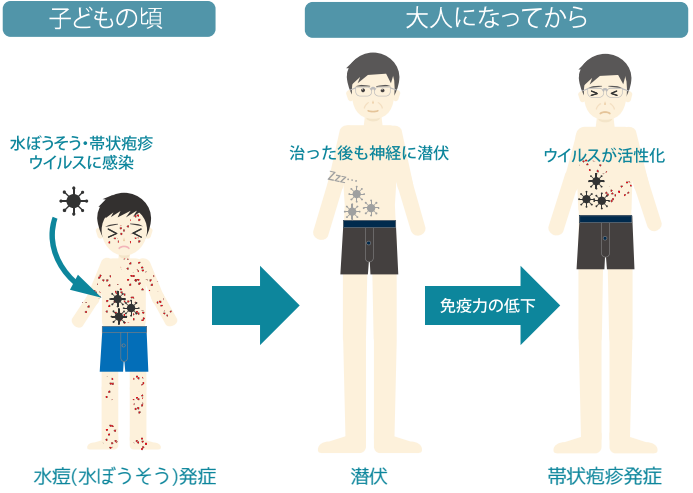 子どもの頃
大人になってから
水ぼうそう・帯状疱疹
ウイルスに感染
治った後も神経に潜伏
Zzz…
ウイルスが活性化
免疫力の低下
水痘(水ぼうそう)発症
潜伏
帯状疱疹発症